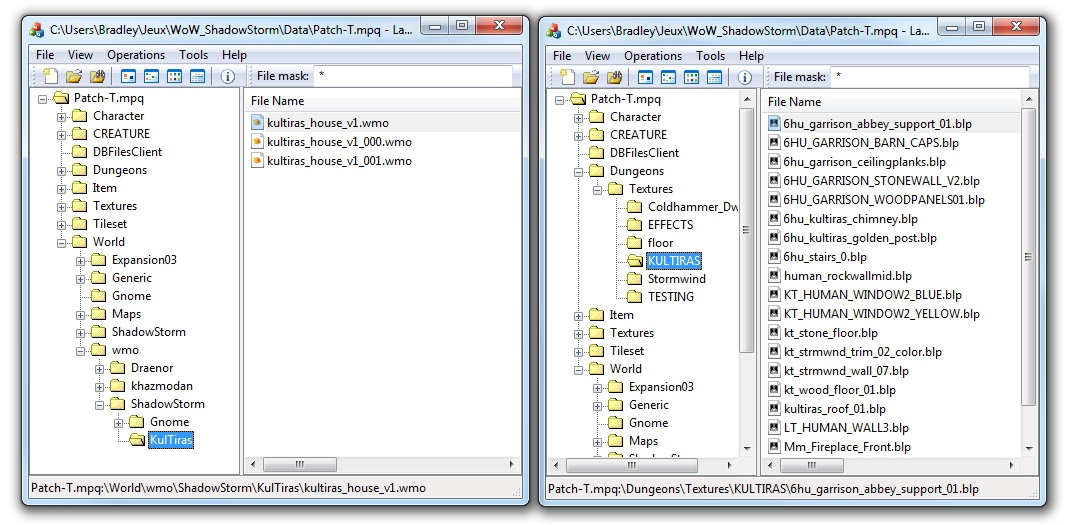 C:\Users\Bradley\Jeux\WoW_ShadowStorm\Data\Patch-T.mpq - La...
File View Operations Tools Help
File mask: *
Patch-T.mpq
Character
CREATURE
DBFilesClient
Dungeons
Item
Textures
Tileset
World
Expansion03
Generic
Gnome
Maps
ShadowStorm
wmo
Draenor
khazmodan
ShadowStorm
Gnome
KulTiras
File Name
kultiras_house_v1.wmo
kultiras_house_v1_000.wmo
kultiras_house_v1_001.wmo
Patch-T.mpq:\World\wmo\ShadowStorm\KulTiras\kultiras_house_v1.wmo
C:\Users\Bradley\Jeux\WoW_ShadowStorm\Data\Patch-T.mpq - La...
File View Operations Tools Help
File mask: *
Patch-T.mpq
Character
CREATURE
DBFilesClient
Dungeons
Textures
Coldhammer_Dw
EFFECTS
floor
KULTIRAS
Stormwind
TESTING
Item
Textures
Tileset
World
Expansion03
Generic
Gnome
Maps
File Name
6hu_garrison_abbey_support_01.blp
6HU_GARRISON_BARN_CAPS.blp
6hu_garrison_ceilingplanks.blp
6HU_GARRISON_STONEWALL_V2.blp
6HU_GARRISON_WOODPANELS01.blp
6hu_kultiras_chimney.blp
6hu_kultiras_golden_post.blp
6hu_stairs_0.blp
human_rockwallmid.blp
KT_HUMAN_WINDOW2_BLUE.blp
KT_HUMAN_WINDOW2_YELLOW.blp
kt_stone_floor.blp
kt_strmwnd_trim_02_color.blp
kt_strmwnd_wall_07.blp
kt_wood_floor_01.blp
kultiras_roof_01.blp
LT_HUMAN_WALL3.blp
Mm_Fireplace_Front.blp
Patch-T.mpq:\Dungeons\Textures\KULTIRAS\6hu_garrison_abbey_support_01.blp